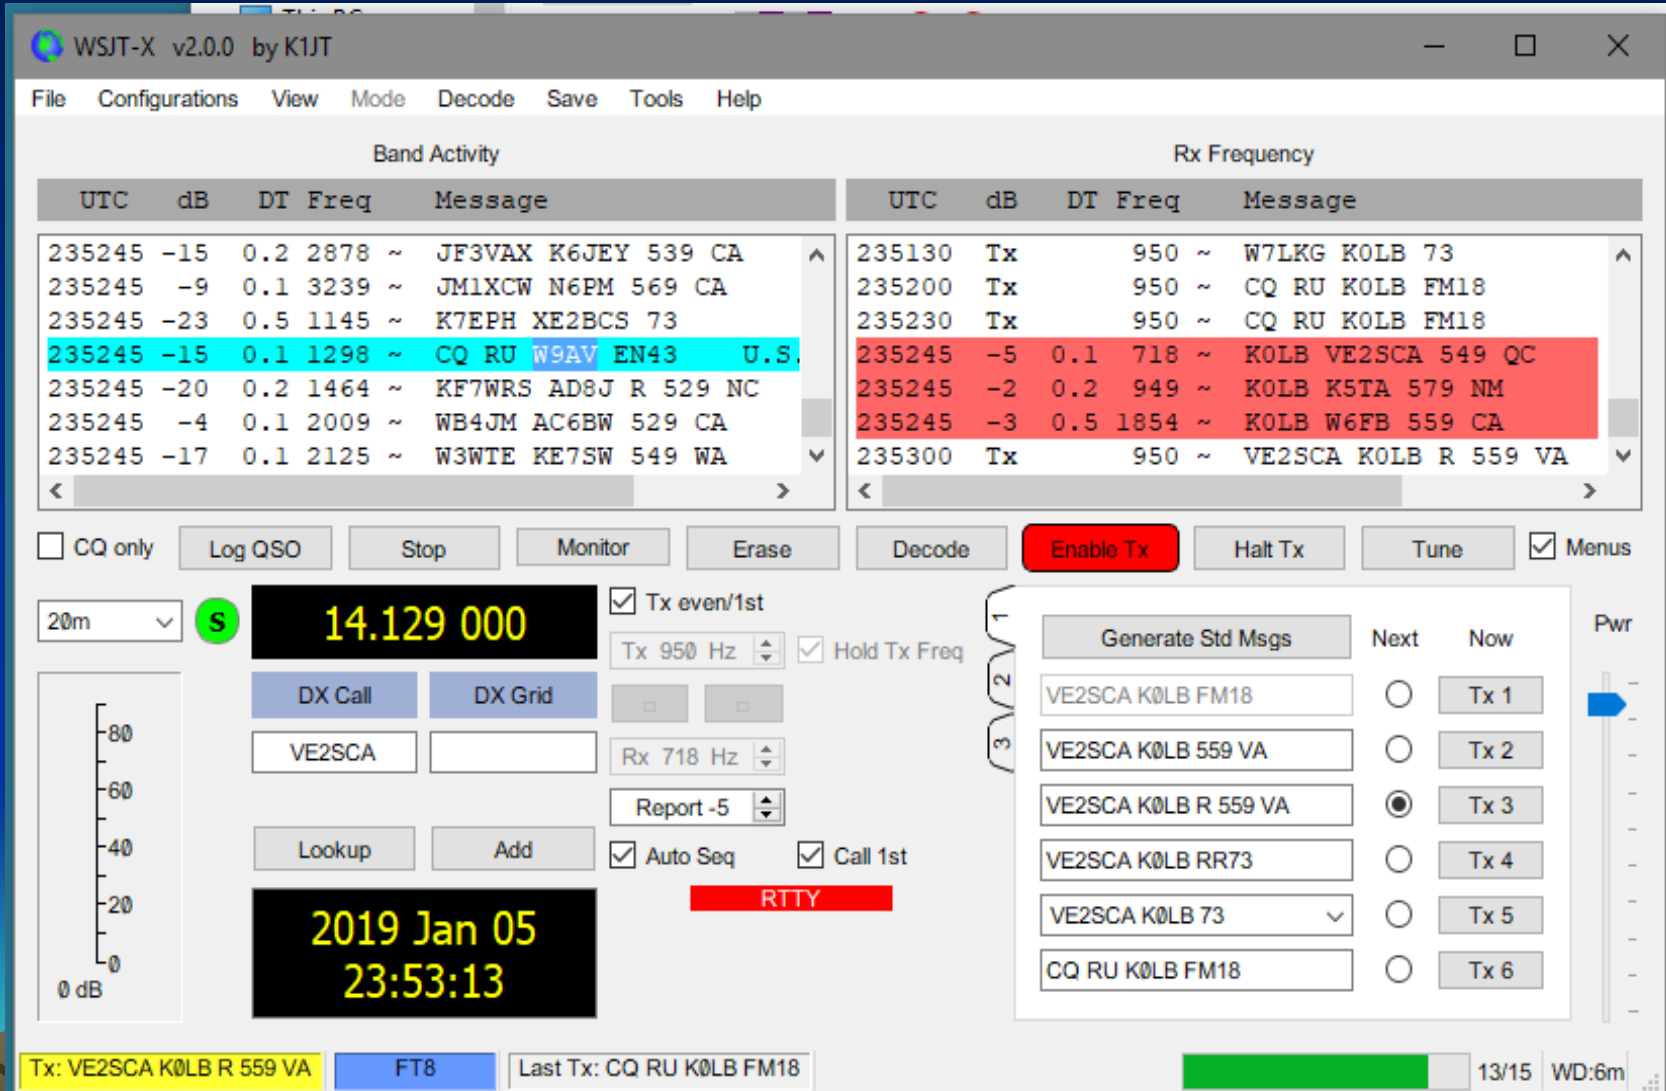 WSJT-X v2.0.0 by K1JT
File Configurations View Mode Decode Save Tools Help
Band Activity
UTC dB DT Freq Message
235245 -15 0.2 2878 ~ JF3VAX K6JEY 539 CA
235245 -9 0.1 3239 ~ JM1XCW N6PM 569 CA
235245 -23 0.5 1145 ~ K7EPH XE2BCS 73
235245 -15 0.1 1298 ~ CQ RU W9AV EN43 U.S.
235245 -20 0.2 1464 ~ KF7WRS AD8J R 529 NC
235245 -4 0.1 2009 ~ WB4JM AC6BW 529 CA
235245 -17 0.1 2125 ~ W3WTE KE7SW 549 WA
Rx Frequency
UTC dB DT Freq Message
235130 Tx 950 ~ W7LKG K0LB 73
235200 Tx 950 ~ CQ RU K0LB FM18
235230 Tx 950 ~ CQ RU K0LB FM18
235245 -5 0.1 718 ~ K0LB VE2SCA 549 QC
235245 -2 0.2 949 ~ K0LB K5TA 579 NM
235245 -3 0.5 1854 ~ K0LB W6FB 559 CA
235300 Tx 950 ~ VE2SCA K0LB R 559 VA
CQ only Log QSO Stop Monitor Erase Decode Enable Tx Halt Tx Tune Menus
20m S 14.129 000
DX Call DX Grid
VE2SCA
Lookup Add
2019 Jan 05
23:53:13
80
60
40
20
0
0 dB
Tx even/1st
Tx 950 Hz Hold Tx Freq
Rx 718 Hz
Report -5
Auto Seq Call 1st
RTTY
1
2
3
Generate Std Msgs Next Now
VE2SCA K0LB FM18 Tx 1
VE2SCA K0LB 559 VA Tx 2
VE2SCA K0LB R 559 VA Tx 3
VE2SCA K0LB RR73 Tx 4
VE2SCA K0LB 73 Tx 5
CQ RU K0LB FM18 Tx 6
Pwr
Tx: VE2SCA K0LB R 559 VA FT8 Last Tx: CQ RU K0LB FM18 13/15 WD:6m